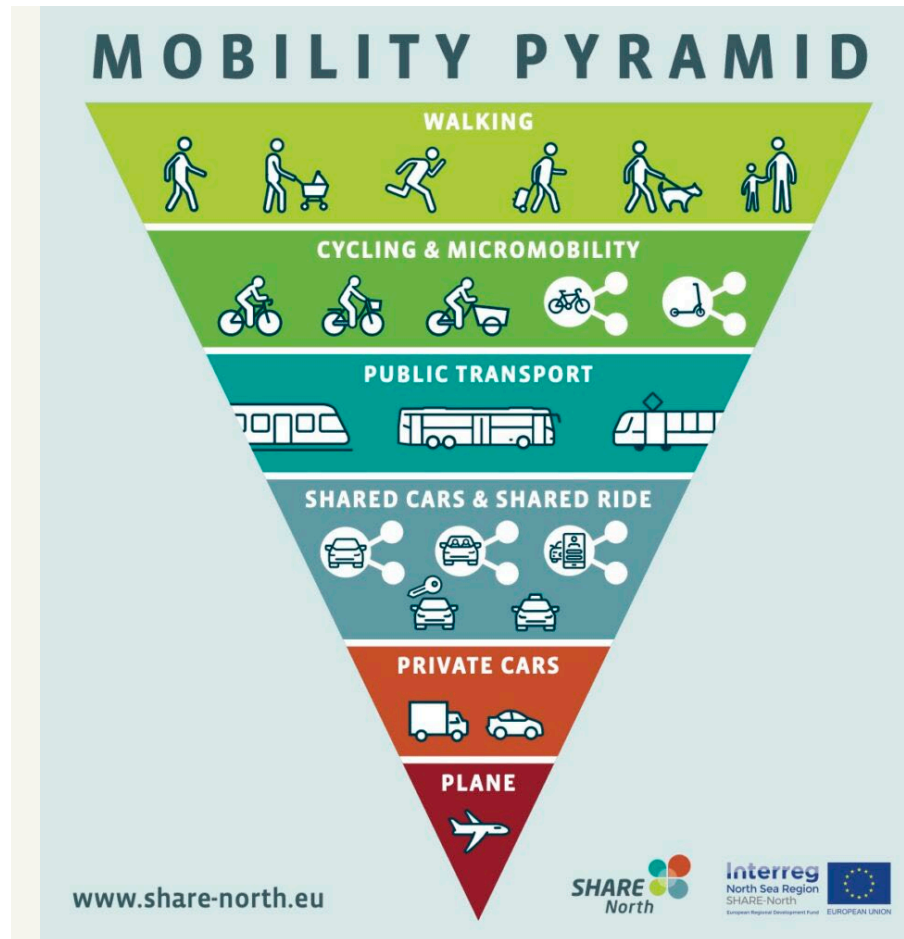 MOBILITY PYRAMID
WALKING
CYCLING & MICROMOBILITY
PUBLIC TRANSPORT
SHARED CARS & SHARED RIDE
PRIVATE CARS
PLANE
www.share-north.eu
SHARE
North
Interreg
North Sea Region
SHARE-North
European Regional Development Fund
EUROPEAN UNION